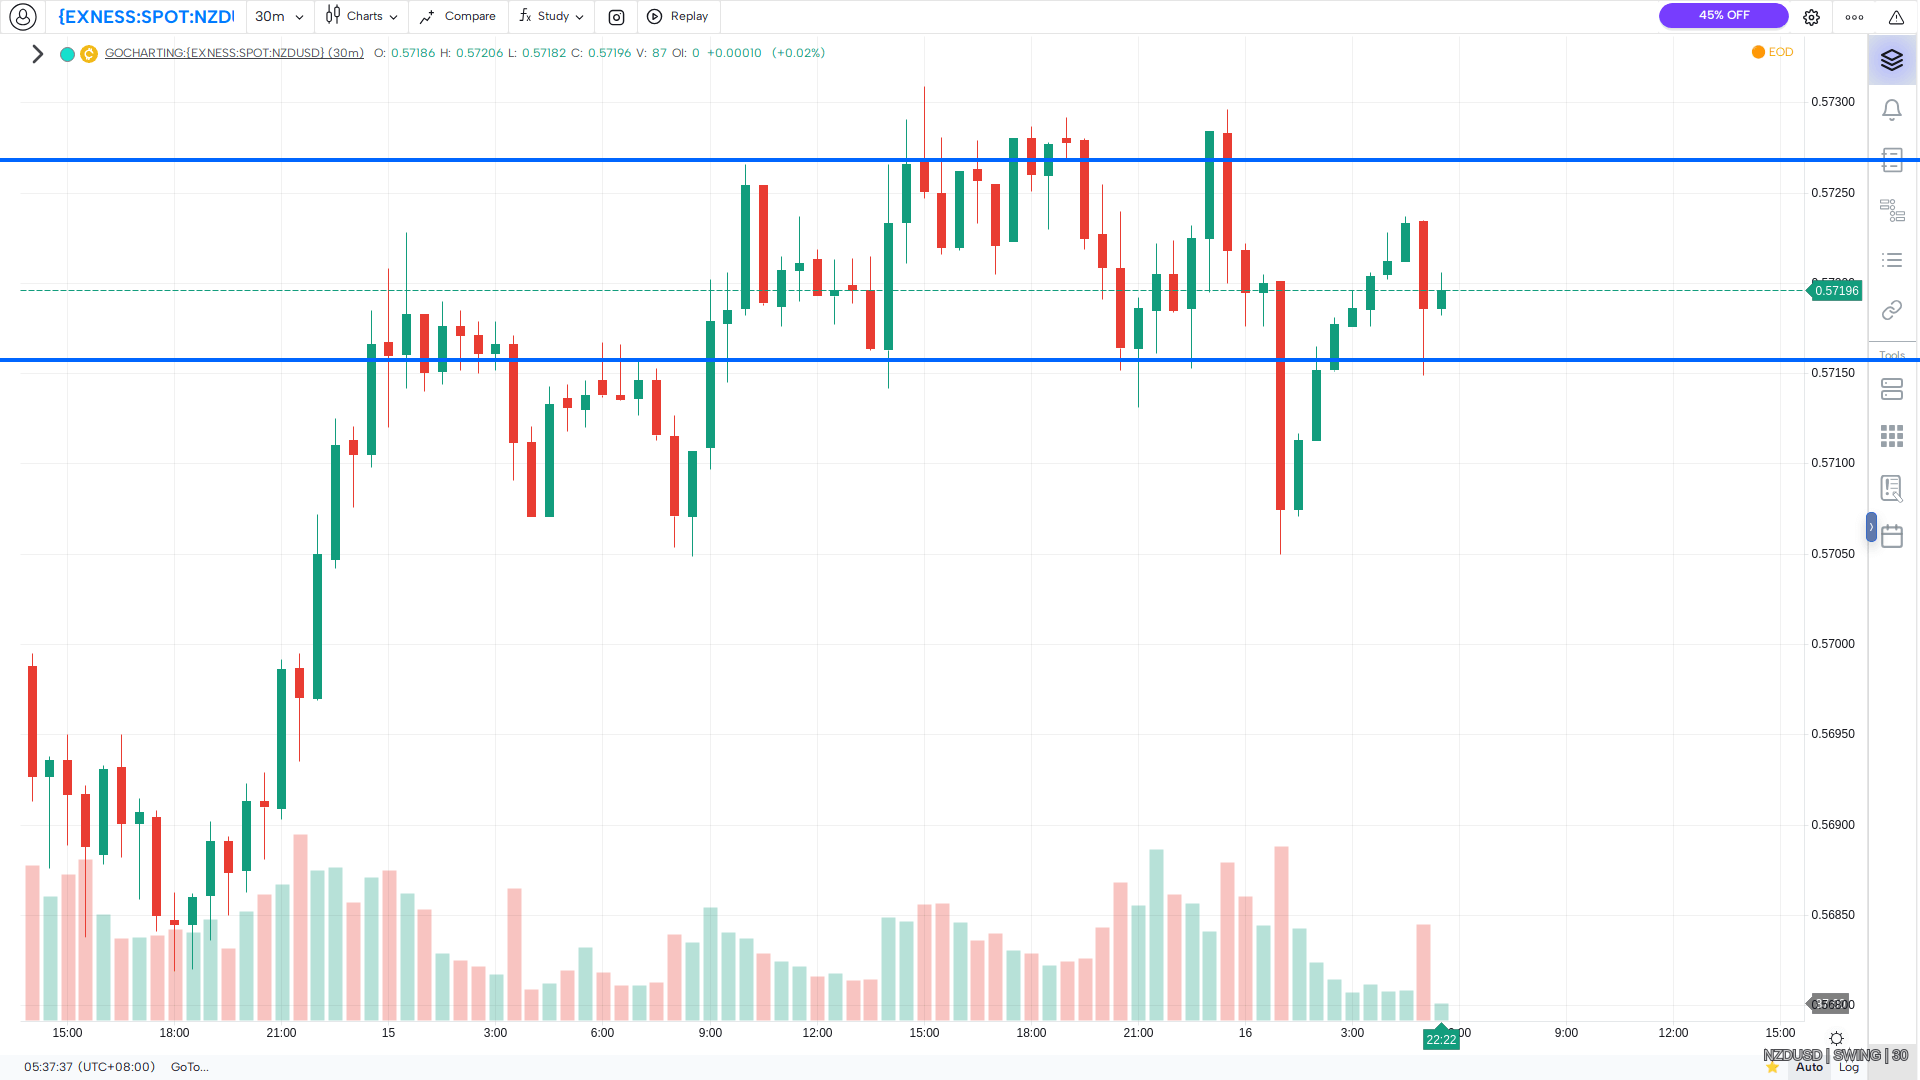 {EXNESS:SPOT:NZDU
30m
Charts
Compare
Study
Replay
45% OFF
GOCHARTING:{EXNESS:SPOT:NZDUSD} (30m) O: 0.57186 H: 0.57206 L: 0.57182 C: 0.57196 V: 87 OI: 0 +0.00010 (+0.02%)
EOD
0.57300
0.57250
0.57196
Tools
0.57150
0.57100
0.57050
0.57000
0.56950
0.56900
0.56850
0.56800
15:00 18:00 21:00 15 3:00 6:00 9:00 12:00 15:00 18:00 21:00 16 3:00 9:00 12:00 15:00
22:22
05:37:37 (UTC+08:00) GoTo...
NZDUSD | SWING | 30
Auto Log